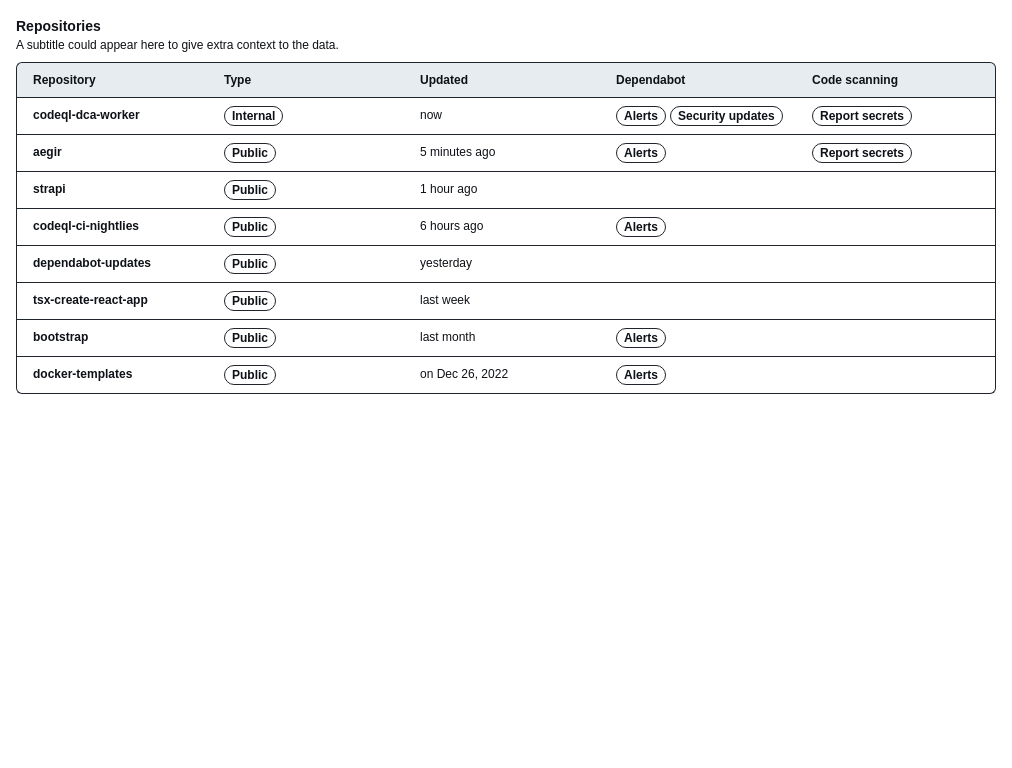 Repositories
A subtitle could appear here to give extra context to the data.
Repository Type Updated Dependabot Code scanning
codeql-dca-worker Internal now Alerts Security updates Report secrets
aegir Public 5 minutes ago Alerts Report secrets
strapi Public 1 hour ago
codeql-ci-nightlies Public 6 hours ago Alerts
dependabot-updates Public yesterday
tsx-create-react-app Public last week
bootstrap Public last month Alerts
docker-templates Public on Dec 26, 2022 Alerts